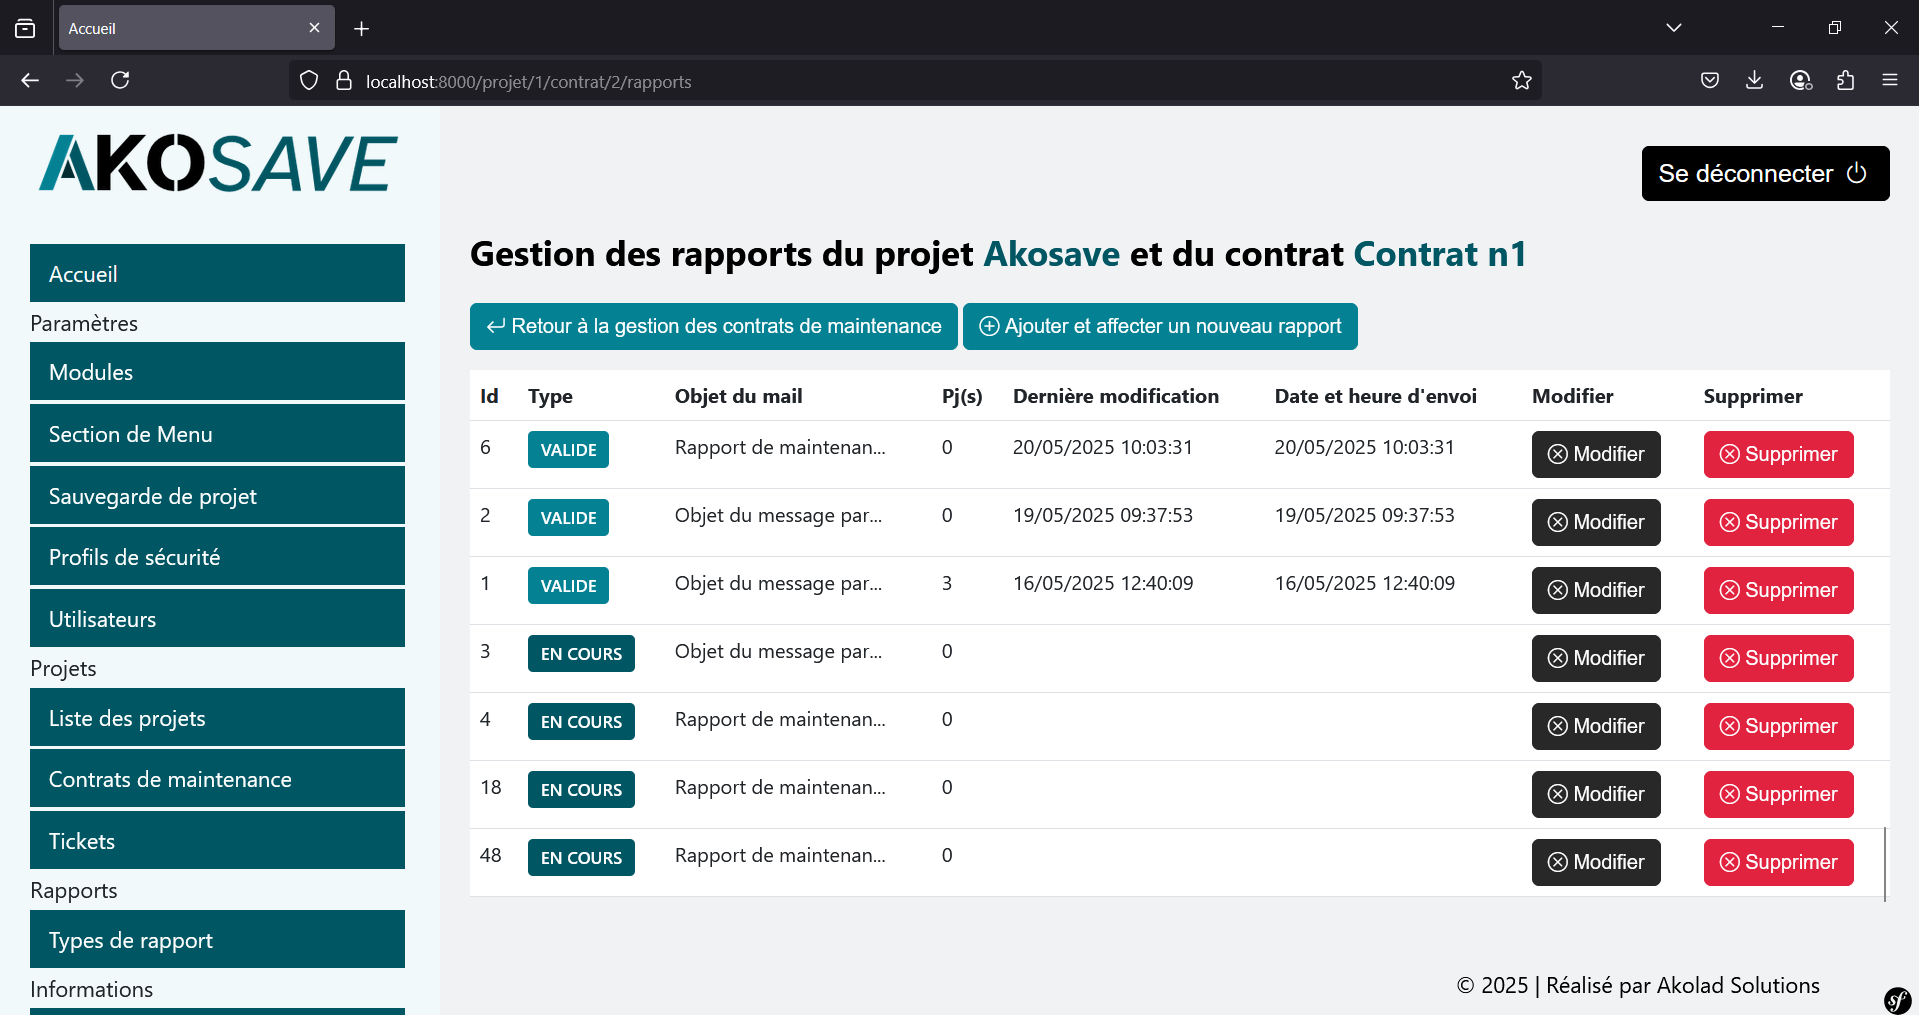 Accueil
localhost:8000/projet/1/contrat/2/rapports
AKOSAVE
Se déconnecter
Accueil
Paramètres
Modules
Section de Menu
Sauvegarde de projet
Profils de sécurité
Utilisateurs
Projets
Liste des projets
Contrats de maintenance
Tickets
Rapports
Types de rapport
Informations
Gestion des rapports du projet Akosave et du contrat Contrat n1
Retour à la gestion des contrats de maintenance Ajouter et affecter un nouveau rapport
Id Type Objet du mail Pj(s) Dernière modification Date et heure d'envoi Modifier Supprimer
6 VALIDE Rapport de maintenan... 0 20/05/2025 10:03:31 20/05/2025 10:03:31 Modifier Supprimer
2 VALIDE Objet du message par... 0 19/05/2025 09:37:53 19/05/2025 09:37:53 Modifier Supprimer
1 VALIDE Objet du message par... 3 16/05/2025 12:40:09 16/05/2025 12:40:09 Modifier Supprimer
3 EN COURS Objet du message par... 0 Modifier Supprimer
4 EN COURS Rapport de maintenan... 0 Modifier Supprimer
18 EN COURS Rapport de maintenan... 0 Modifier Supprimer
48 EN COURS Rapport de maintenan... 0 Modifier Supprimer
© 2025 | Réalisé par Akolad Solutions
sf